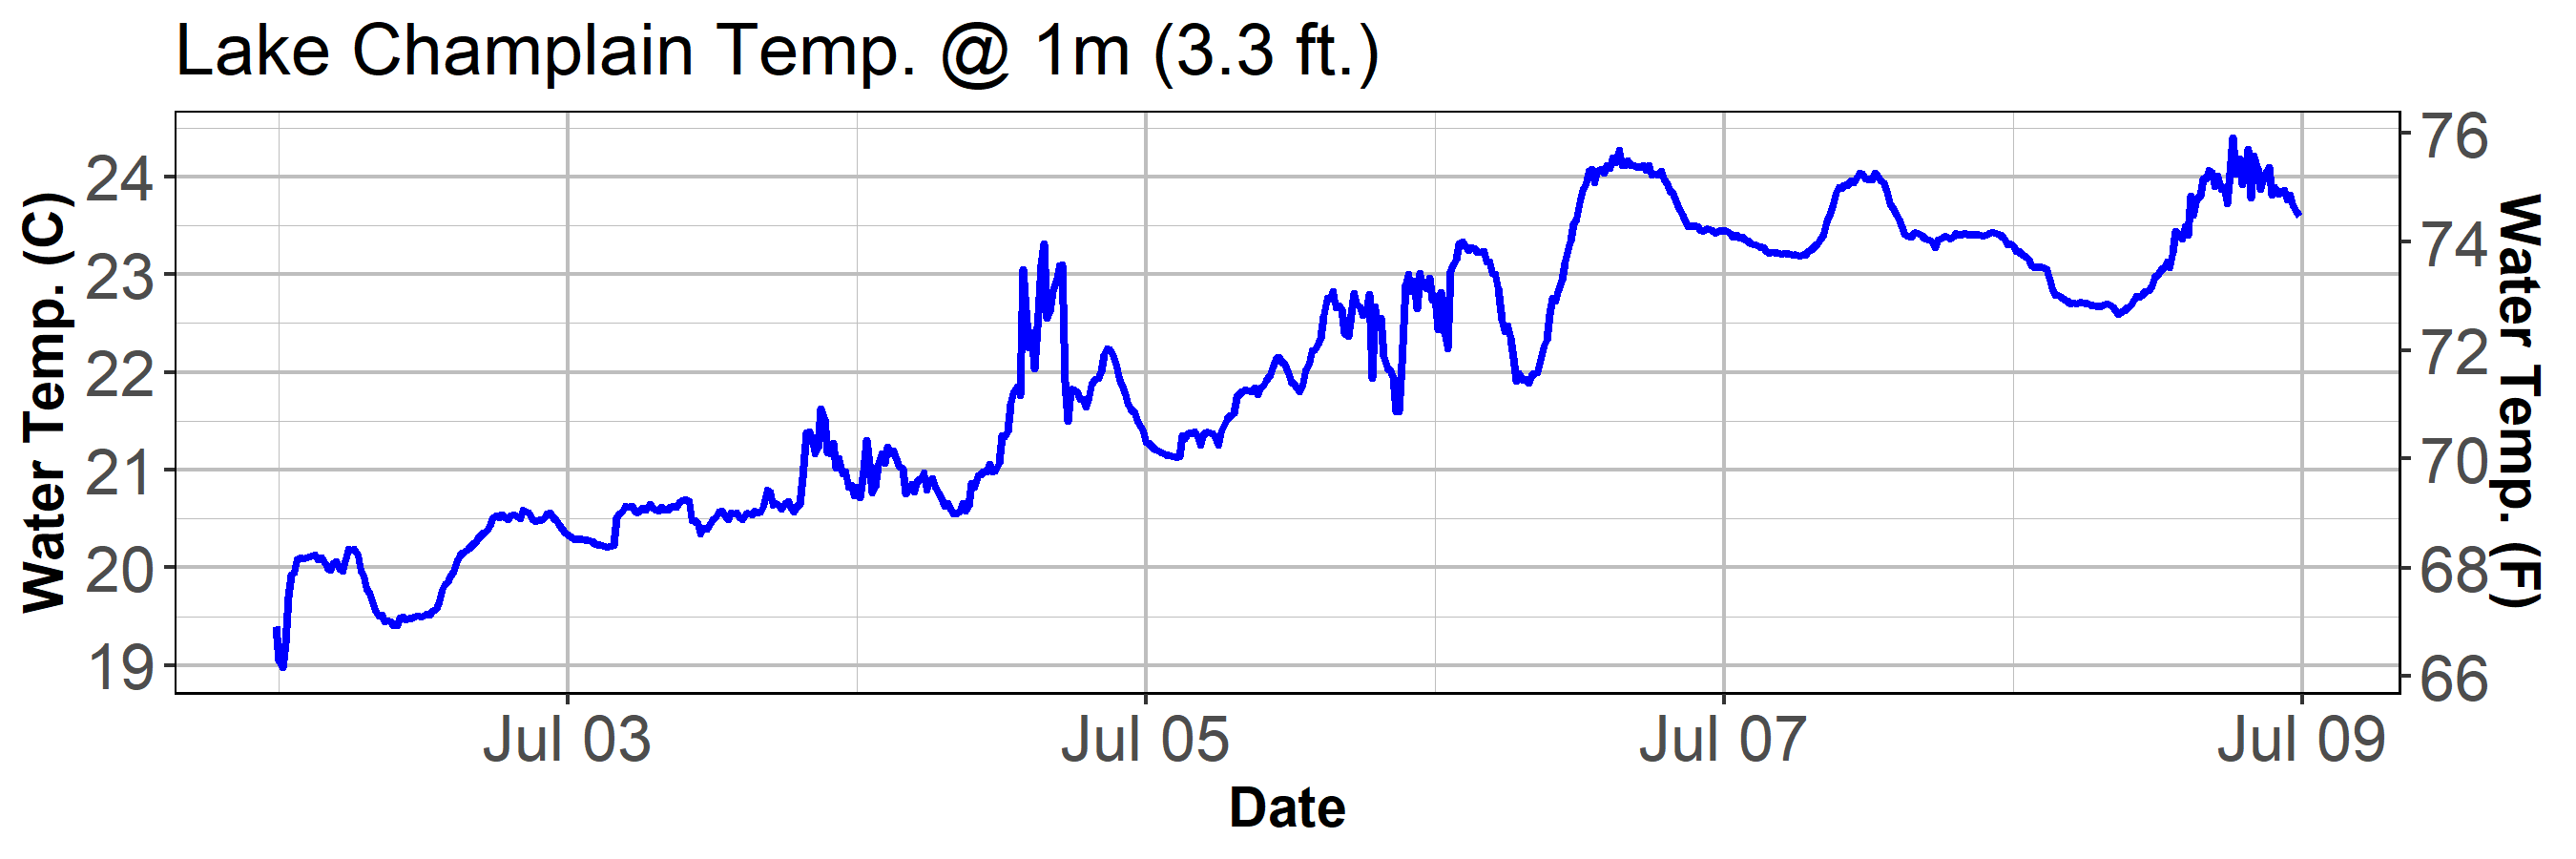 Lake Champlain Temp. @ 1m (3.3 ft.)
Water Temp. (C)
24
23
22
21
20
19
76
74
72
70
68
66
Water Temp. (F)
Jul 03 Jul 05 Jul 07 Jul 09
Date